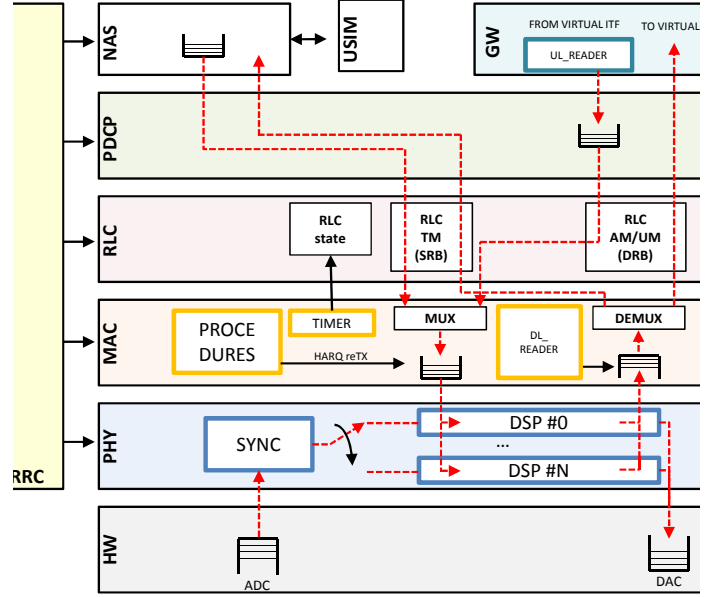 NAS
USIM
GW
FROM VIRTUAL ITF
TO VIRTUAL
UL_READER
PDCP
RLC
RLC
state
RLC
TM
(SRB)
RLC
AM/UM
(DRB)
MAC
PROCE
DURES
TIMER
HARQ reTX
MUX
DL_
READER
DEMUX
PHY
SYNC
DSP #0
...
DSP #N
RRC
HW
ADC
DAC